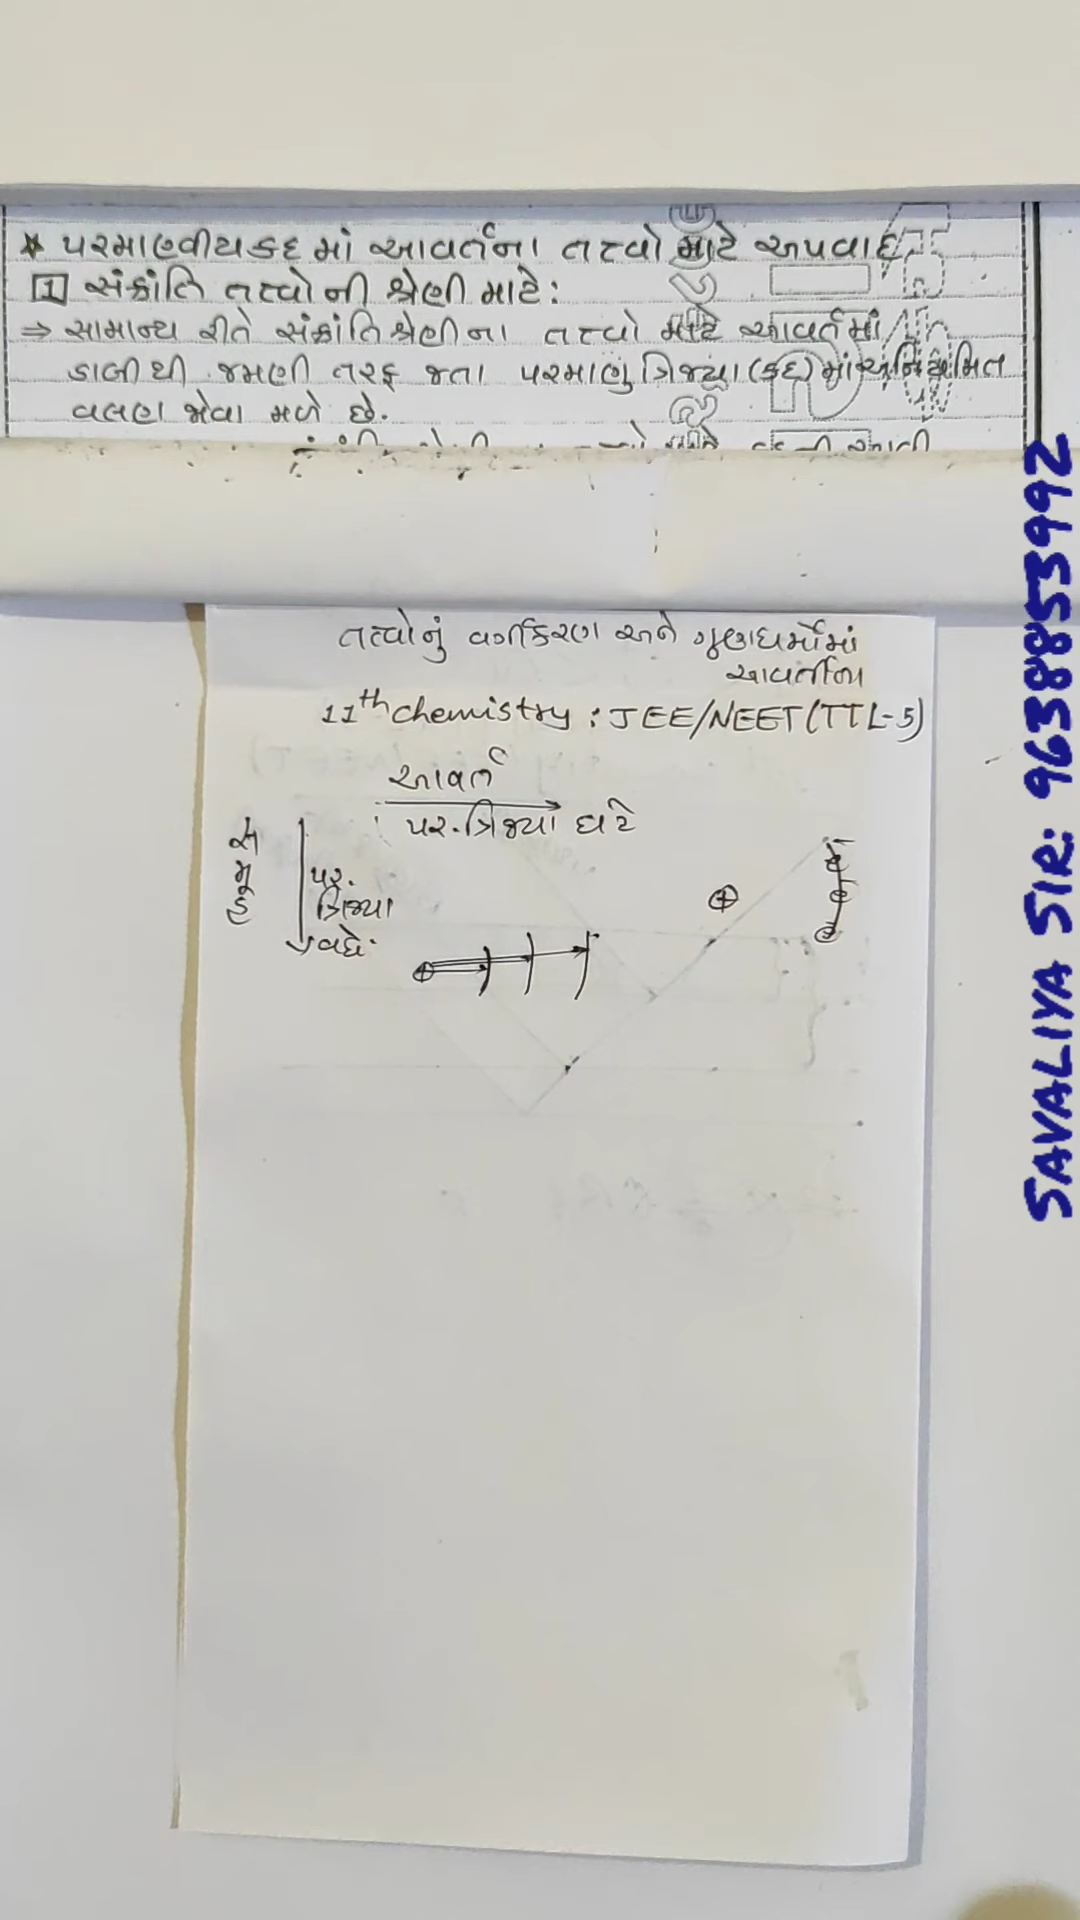 * પરમાણ્વીયકદ માં આવર્તના તત્વો માટે અપવાદ
1 સંક્રાંતિ તત્વોની શ્રેણી માટે:
⇒ સામાન્ય રીતે સંક્રાંતિશ્રેણીના તત્વો માટે આવર્તમાં
ડાબીથી જમણી તરફ જતા પરમાણુત્રિજ્યા(કદ)માં અનિયમિત
વલણ જોવા મળે છે.
તત્વોનું વર્ગીકરણ અને ગુણધર્મોમાં
આવર્તીતા
11th chemistry : JEE/NEET (TTL-5)
આવર્ત
પર.ત્રિજ્યા ઘટે
સમૂહ
પર.
ત્રિજ્યા
વધે.
SAVALIYA SIR: 9638853992